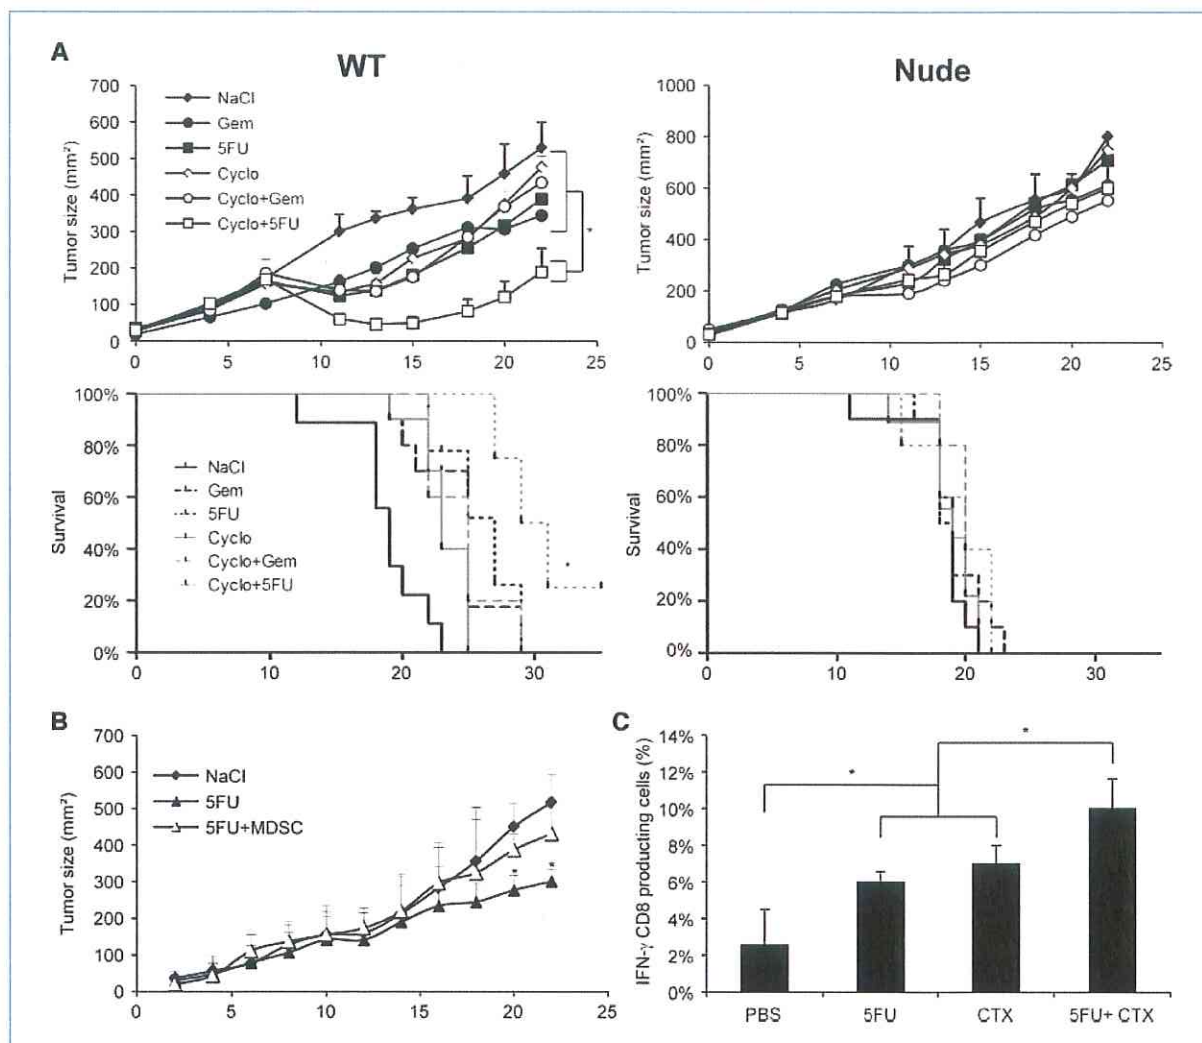 A
WT
Nude
Tumor size (mm²)
700
600
500
400
300
200
100
0
NaCl
Gem
5FU
Cyclo
Cyclo+Gem
Cyclo+5FU
*
0 5 10 15 20 25
Tumor size (mm²)
1000
800
600
400
200
0
0 5 10 15 20 25
Survival
100%
80%
60%
40%
20%
0%
NaCl
Gem
5FU
Cyclo
Cyclo+Gem
Cyclo+5FU
*
0 10 20 30
Survival
100%
80%
60%
40%
20%
0%
0 10 20 30
B
Tumor size (mm²)
700
600
500
400
300
200
100
0
NaCl
5FU
5FU+MDSC
* *
0 5 10 15 20 25
C
IFN-γ CD8 producting cells (%)
14%
12%
10%
8%
6%
4%
2%
0%
* *
PBS 5FU CTX 5FU+ CTX